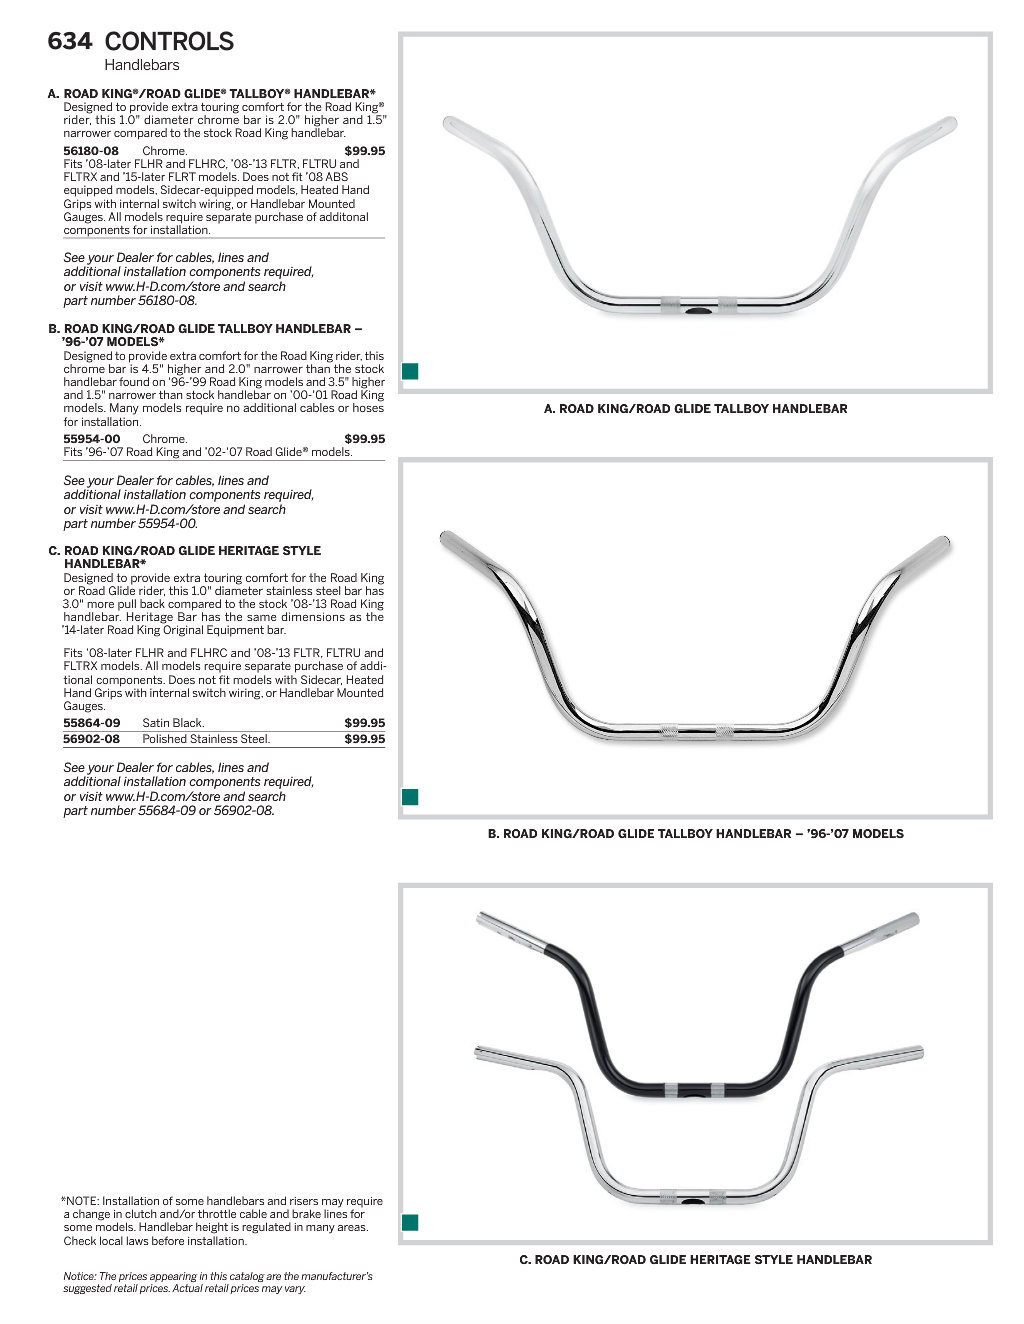 634 CONTROLS
Handlebars
A. ROAD KING®/ROAD GLIDE® TALLBOY® HANDLEBAR*
Designed to provide extra touring comfort for the Road King®
rider, this 1.0" diameter chrome bar is 2.0" higher and 1.5"
narrower compared to the stock Road King handlebar.
56180-08 Chrome. $99.95
Fits ’08-later FLHR and FLHRC, ’08-’13 FLTR, FLTRU and
FLTRX and ’15-later FLRT models. Does not fit ’08 ABS
equipped models, Sidecar-equipped models, Heated Hand
Grips with internal switch wiring, or Handlebar Mounted
Gauges. All models require separate purchase of additonal
components for installation.
See your Dealer for cables, lines and
additional installation components required,
or visit www.H-D.com/store and search
part number 56180-08.
B. ROAD KING/ROAD GLIDE TALLBOY HANDLEBAR –
’96-’07 MODELS*
Designed to provide extra comfort for the Road King rider, this
chrome bar is 4.5" higher and 2.0" narrower than the stock
handlebar found on ‘96-’99 Road King models and 3.5" higher
and 1.5" narrower than stock handlebar on ’00-’01 Road King
models. Many models require no additional cables or hoses
for installation.
55954-00 Chrome. $99.95
Fits ’96-’07 Road King and ’02-‘07 Road Glide® models.
See your Dealer for cables, lines and
additional installation components required,
or visit www.H-D.com/store and search
part number 55954-00.
C. ROAD KING/ROAD GLIDE HERITAGE STYLE
HANDLEBAR*
Designed to provide extra touring comfort for the Road King
or Road Glide rider, this 1.0" diameter stainless steel bar has
3.0" more pull back compared to the stock ’08-’13 Road King
handlebar. Heritage Bar has the same dimensions as the
’14-later Road King Original Equipment bar.
Fits ’08-later FLHR and FLHRC and ’08-’13 FLTR, FLTRU and
FLTRX models. All models require separate purchase of addi-
tional components. Does not fit models with Sidecar, Heated
Hand Grips with internal switch wiring, or Handlebar Mounted
Gauges.
55864-09 Satin Black. $99.95
56902-08 Polished Stainless Steel. $99.95
See your Dealer for cables, lines and
additional installation components required,
or visit www.H-D.com/store and search
part number 55684-09 or 56902-08.
*NOTE: Installation of some handlebars and risers may require
a change in clutch and/or throttle cable and brake lines for
some models. Handlebar height is regulated in many areas.
Check local laws before installation.
Notice: The prices appearing in this catalog are the manufacturer’s
suggested retail prices. Actual retail prices may vary.
A. ROAD KING/ROAD GLIDE TALLBOY HANDLEBAR
B. ROAD KING/ROAD GLIDE TALLBOY HANDLEBAR – ’96-’07 MODELS
C. ROAD KING/ROAD GLIDE HERITAGE STYLE HANDLEBAR